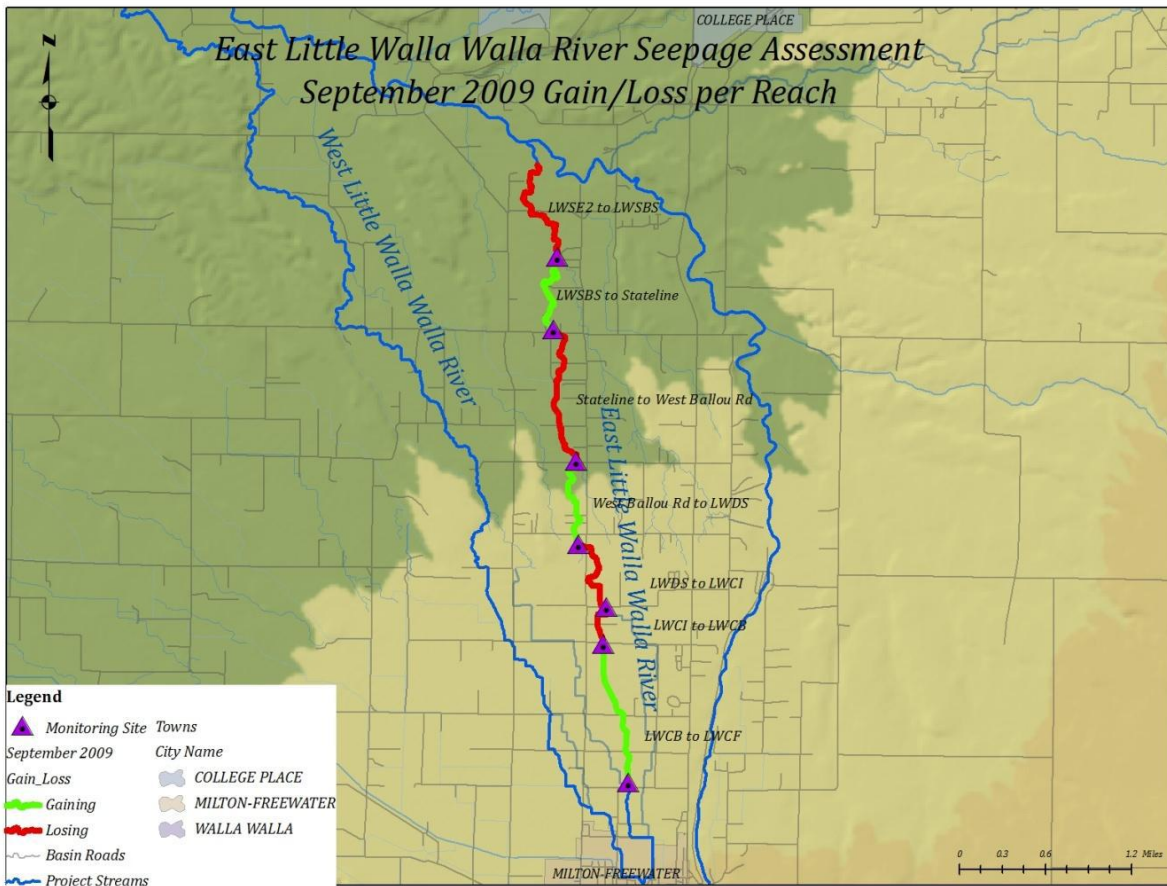 COLLEGE PLACE
East Little Walla Walla River Seepage Assessment
September 2009 Gain/Loss per Reach
N
West Little Walla Walla River
LWSE2 to LWSBS
LWSBS to Stateline
Stateline to West Ballou Rd
East Little Walla Walla River
West Ballou Rd to LWDS
LWDS to LWCI
LWCI to LWCB
LWCB to LWCF
MILTON-FREEWATER
Legend
Monitoring Site
September 2009
Gain_Loss
Gaining
Losing
Basin Roads
Project Streams
Towns
City Name
COLLEGE PLACE
MILTON-FREEWATER
WALLA WALLA
0 0.3 0.6 1.2 Miles